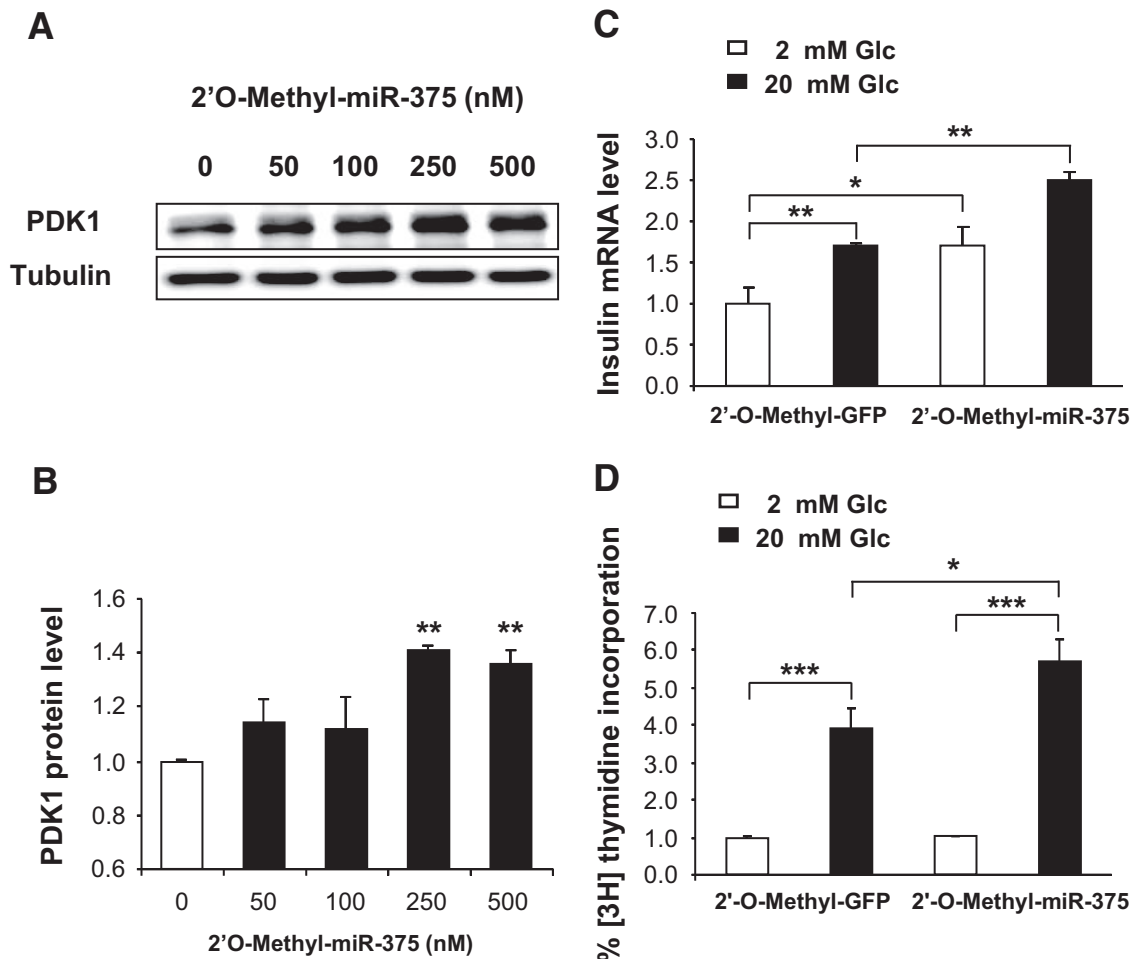 A
2’O-Methyl-miR-375 (nM)
0 50 100 250 500
PDK1
Tubulin
B
PDK1 protein level
1.6
1.4
1.2
1.0
0.8
0.6
** **
0 50 100 250 500
2’O-Methyl-miR-375 (nM)
C
2 mM Glc
20 mM Glc
Insulin mRNA level
3.0
2.5
2.0
1.5
1.0
0.5
0.0
**
*
**
2’-O-Methyl-GFP 2’-O-Methyl-miR-375
D
2 mM Glc
20 mM Glc
% [3H] thymidine incorporation
7.0
6.0
5.0
4.0
3.0
2.0
1.0
0.0
*
***
***
2'-O-Methyl-GFP 2'-O-Methyl-miR-375